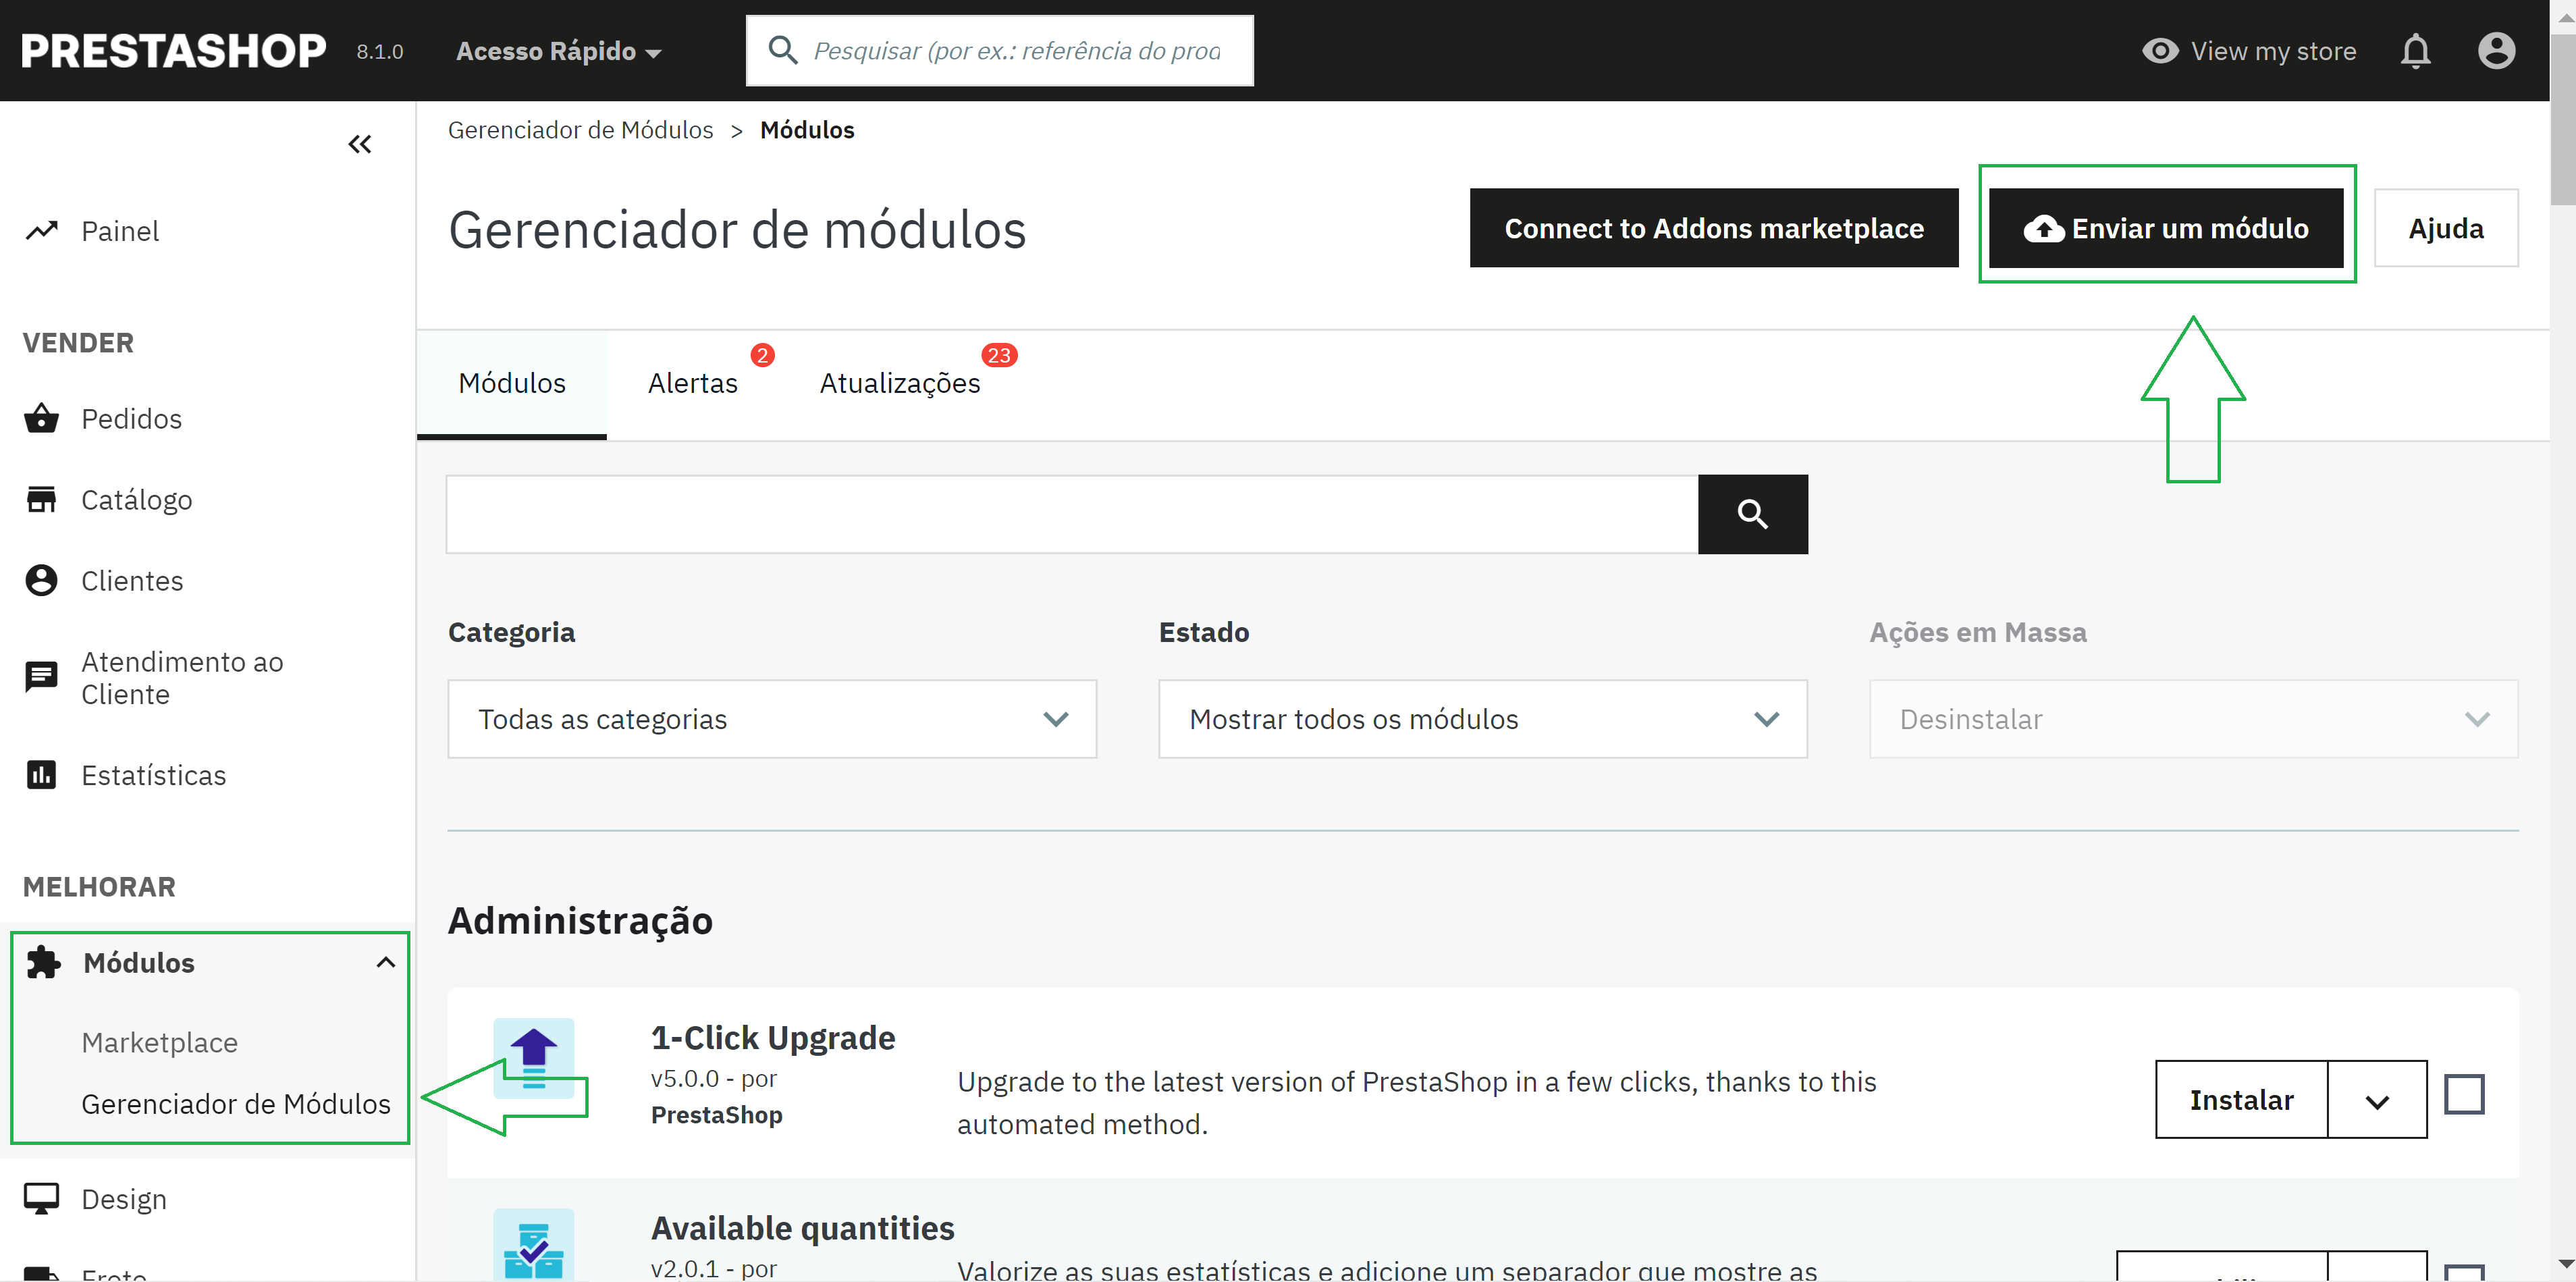 PRESTASHOP 8.1.0 Acesso Rápido Pesquisar (por ex.: referência do prod View my store
Gerenciador de Módulos > Módulos
Gerenciador de módulos
Connect to Addons marketplace Enviar um módulo Ajuda
Painel
VENDER
Pedidos
Catálogo
Clientes
Atendimento ao
Cliente
Estatísticas
MELHORAR
Módulos
Marketplace
Gerenciador de Módulos
Design
Módulos Alertas 2 Atualizações 23
Categoria Estado Ações em Massa
Todas as categorias Mostrar todos os módulos Desinstalar
Administração
1-Click Upgrade
v5.0.0 - por
PrestaShop
Upgrade to the latest version of PrestaShop in a few clicks, thanks to this
automated method.
Instalar
Available quantities
v2.0.1 - por
Valorize as suas estatísticas e adicione um separador que mostre as